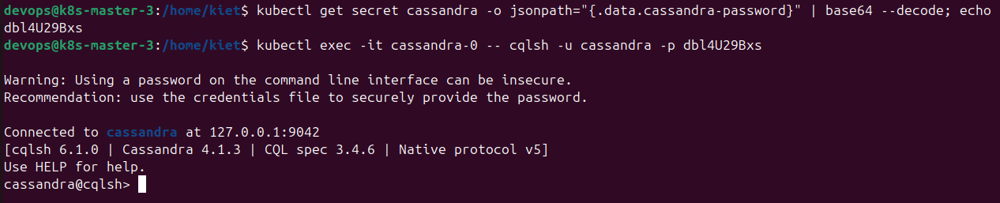 devops@k8s-master-3:/home/kiet$ kubectl get secret cassandra -o jsonpath="{.data.cassandra-password}" | base64 --decode; echo
dbl4U29Bxs
devops@k8s-master-3:/home/kiet$ kubectl exec -it cassandra-0 -- cqlsh -u cassandra -p dbl4U29Bxs
Warning: Using a password on the command line interface can be insecure.
Recommendation: use the credentials file to securely provide the password.
Connected to cassandra at 127.0.0.1:9042
[cqlsh 6.1.0 | Cassandra 4.1.3 | CQL spec 3.4.6 | Native protocol v5]
Use HELP for help.
cassandra@cqlsh>